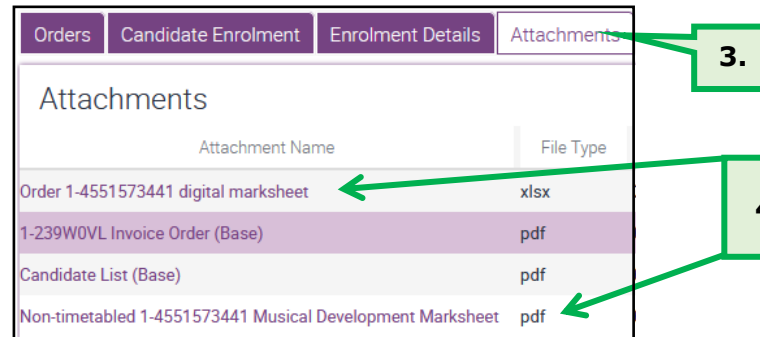 Orders Candidate Enrolment Enrolment Details Attachments
3.
Attachments
Attachment Name File Type
Order 1-4551573441 digital marksheet xlsx
1-239W0VL Invoice Order (Base) pdf
Candidate List (Base) pdf
Non-timetabled 1-4551573441 Musical Development Marksheet pdf